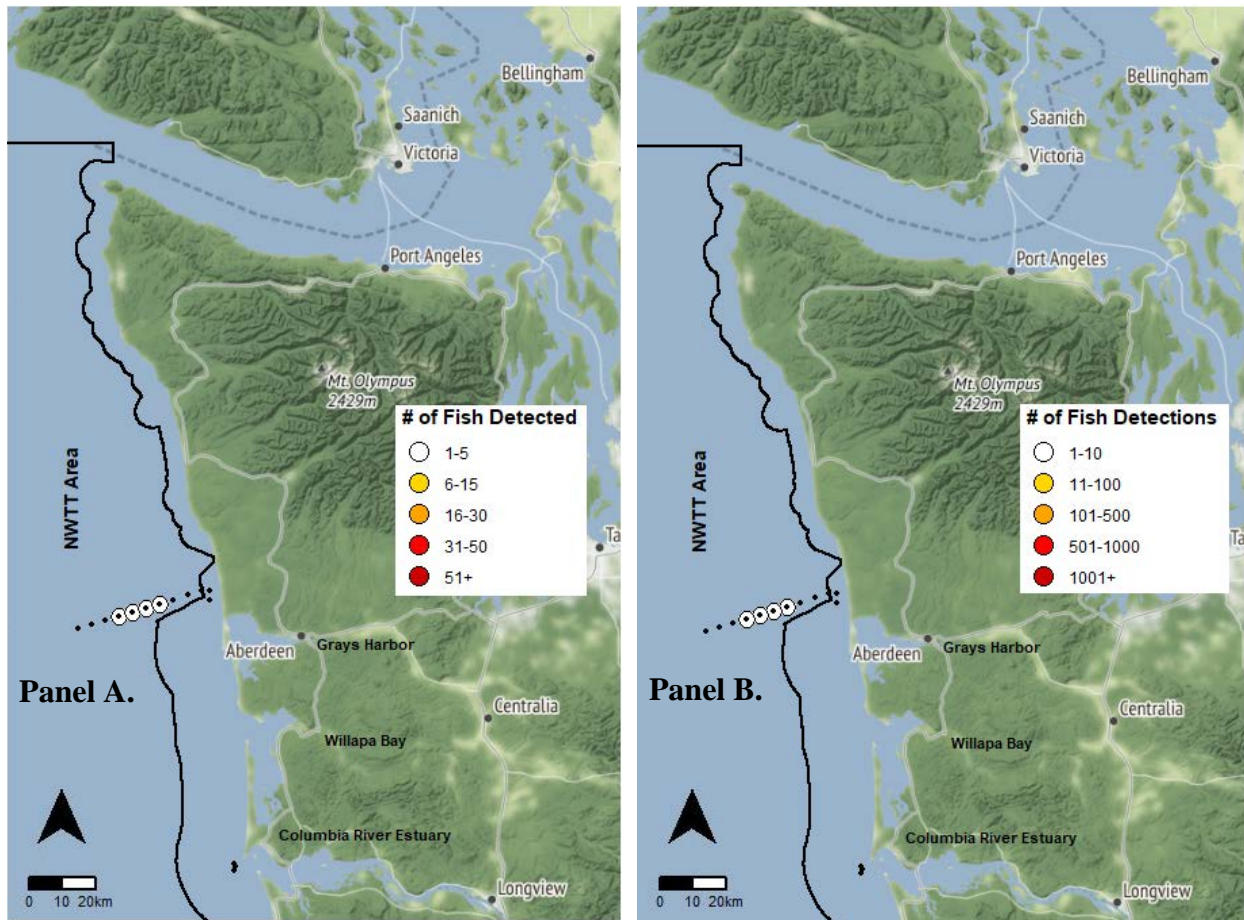 Bellingham
Saanich
Victoria
Port Angeles
Mt. Olympus
2429m
# of Fish Detected
1-5
6-15
16-30
31-50
51+
NWTT Area
Ta
Aberdeen
Grays Harbor
Panel A.
Centralia
Willapa Bay
Columbia River Estuary
Longview
0 10 20km
Bellingham
Saanich
Victoria
Port Angeles
Mt. Olympus
2429m
# of Fish Detections
1-10
11-100
101-500
501-1000
1001+
NWTT Area
Ta
Aberdeen
Grays Harbor
Panel B.
Centralia
Willapa Bay
Columbia River Estuary
Longview
0 10 20km